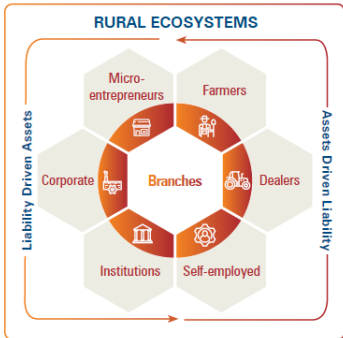 RURAL ECOSYSTEMS
Micro-
entrepreneurs
Farmers
Liability Driven Assets
Corporate
Branches
Dealers
Assets Driven Liability
Institutions
Self-employed